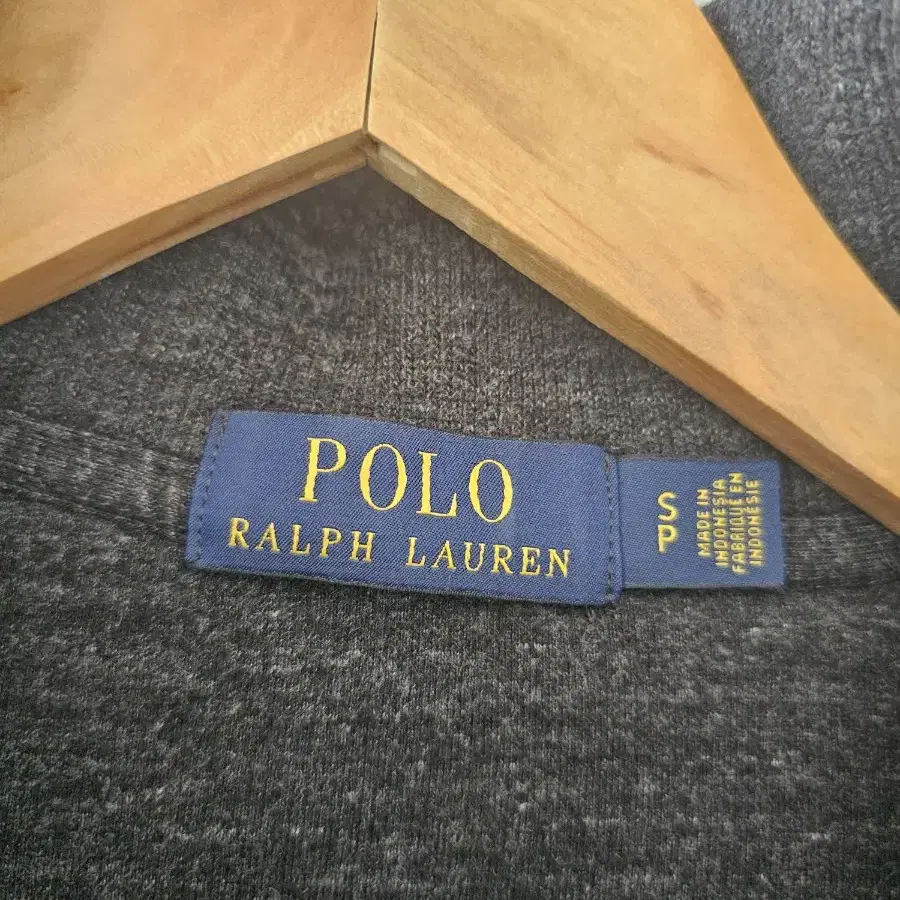 POLO
RALPH LAUREN
S
P
MADE IN
INDONESIA
FABRIQUÉ EN
INDONÉSIE